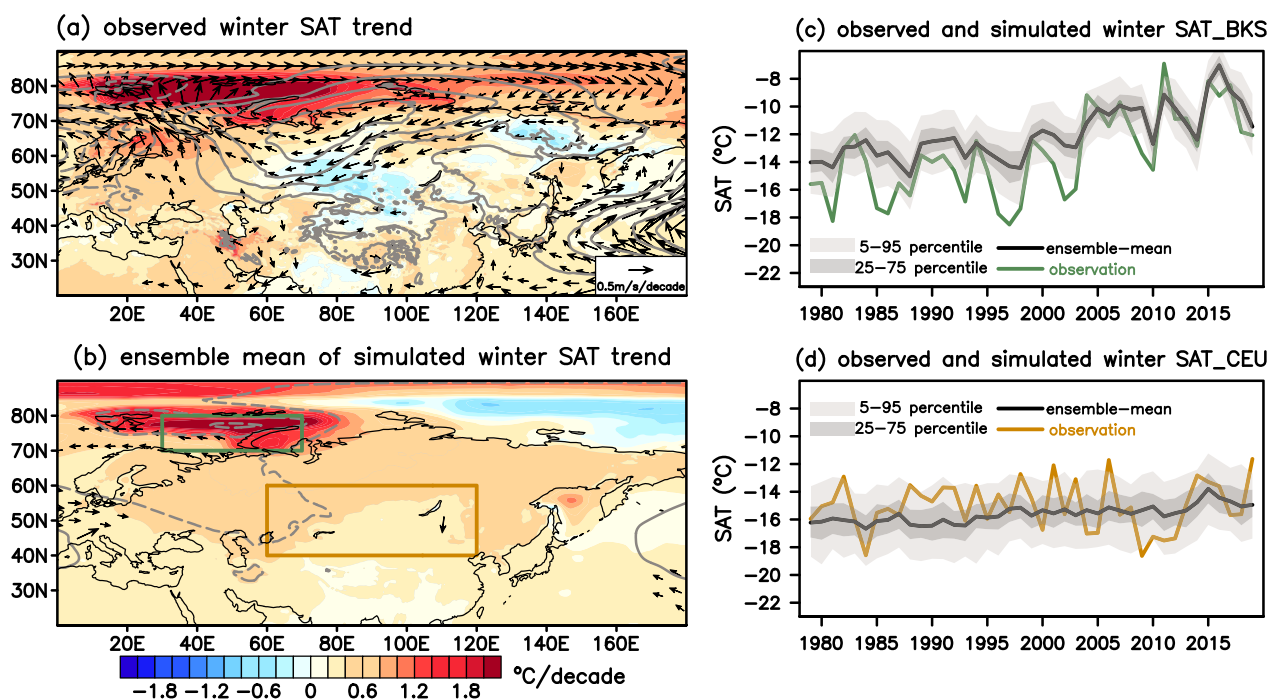 (a) observed winter SAT trend
80N
70N
60N
50N
40N
30N
0.5m/s/decade
20E 40E 60E 80E 100E 120E 140E 160E
(b) ensemble mean of simulated winter SAT trend
80N
70N
60N
50N
40N
30N
20E 40E 60E 80E 100E 120E 140E 160E
−1.8 −1.2 −0.6 0 0.6 1.2 1.8
°C/decade
(c) observed and simulated winter SAT_BKS
SAT (°C)
−8
−10
−12
−14
−16
−18
−20
−22
5−95 percentile ensemble−mean
25−75 percentile observation
1980 1985 1990 1995 2000 2005 2010 2015
(d) observed and simulated winter SAT_CEU
SAT (°C)
−8
−10
−12
−14
−16
−18
−20
−22
5−95 percentile ensemble−mean
25−75 percentile observation
1980 1985 1990 1995 2000 2005 2010 2015